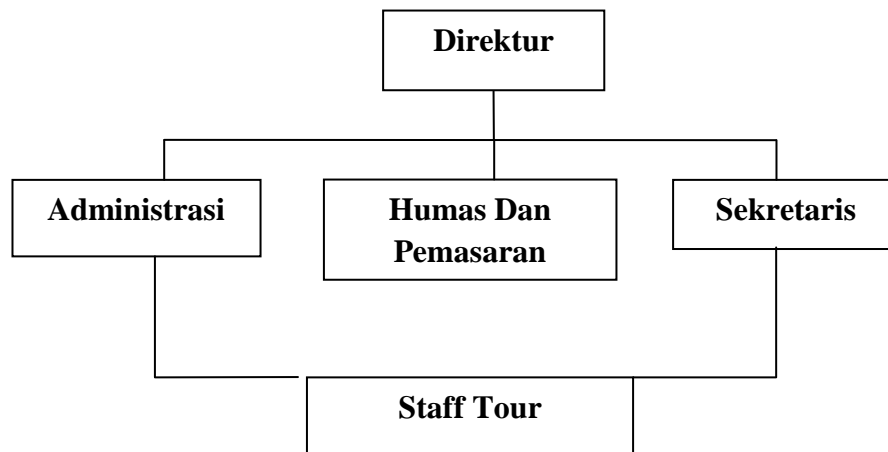 Direktur
Administrasi
Humas Dan
Pemasaran
Sekretaris
Staff Tour